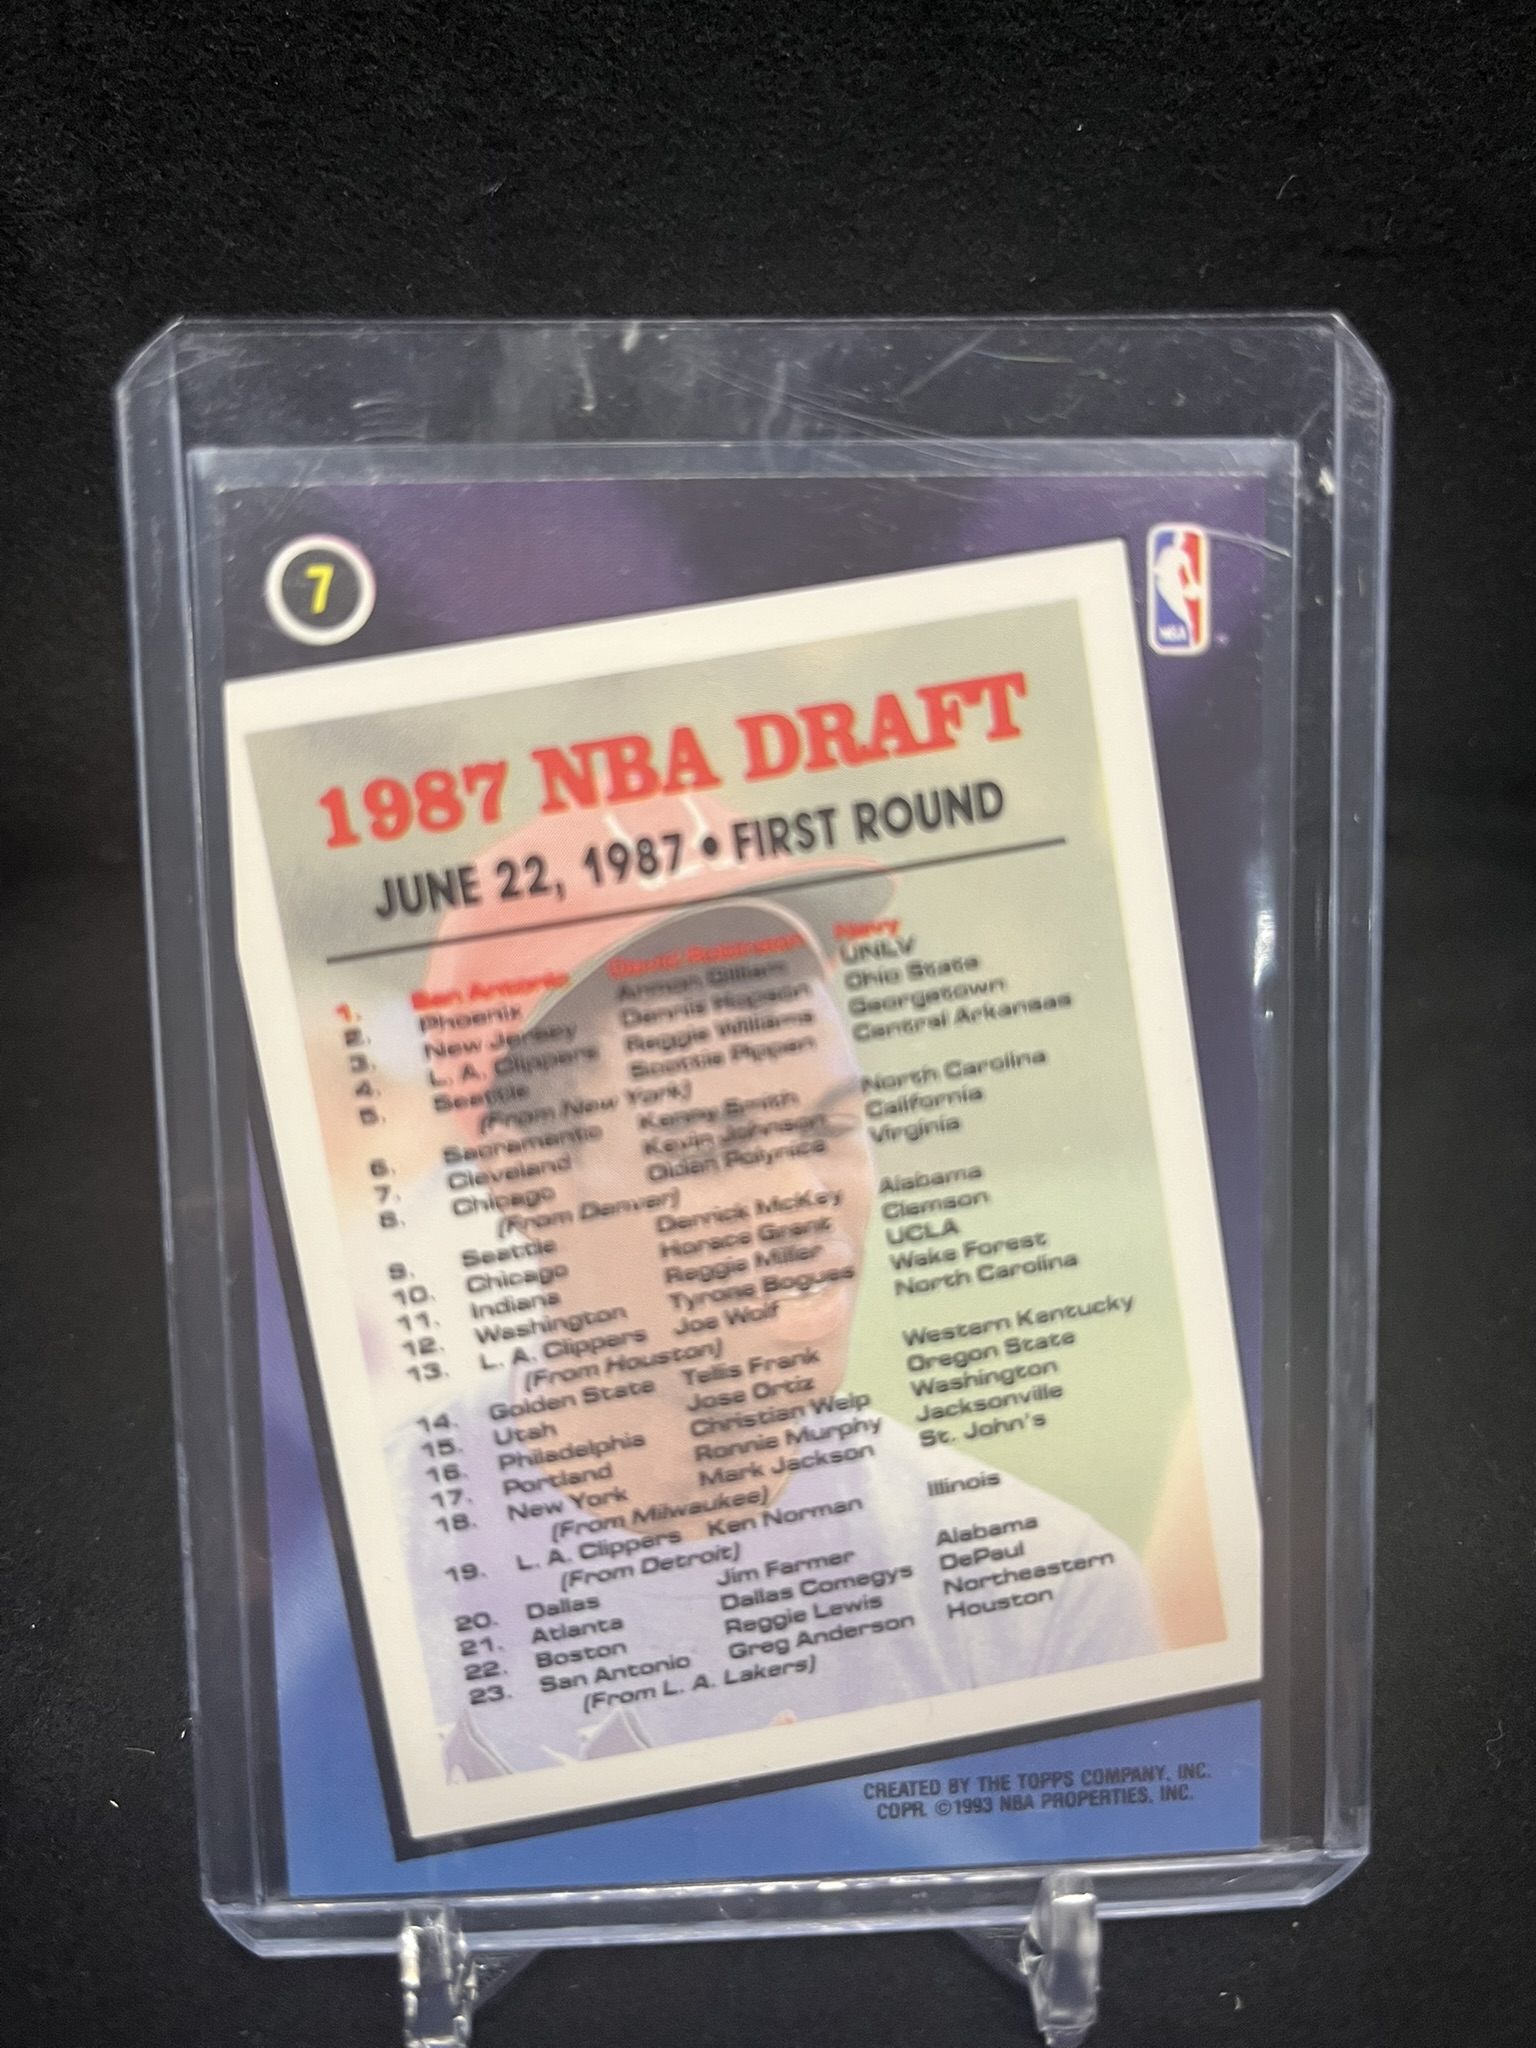 7
NBA
1987 NBA DRAFT
JUNE 22, 1987 • FIRST ROUND
1. San Antonio David Robinson Navy
2. Phoenix Armon Gilliam UNLV
3. New Jersey Dennis Hopson Ohio State
4. L. A. Clippers Reggie Williams Georgetown
5. Seattle Scottie Pippen Central Arkansas
(From New York)
6. Sacramento Kenny Smith North Carolina
7. Cleveland Kevin Johnson California
8. Chicago Olden Polynice Virginia
(From Denver)
9. Seattle Derrick McKey Alabama
10. Chicago Horace Grant Clemson
11. Indiana Reggie Miller UCLA
12. Washington Tyrone Bogues Wake Forest
13. L. A. Clippers Joe Wolf North Carolina
(From Houston)
14. Golden State Tellis Frank Western Kentucky
15. Utah Jose Ortiz Oregon State
16. Philadelphia Christian Welp Washington
17. Portland Ronnie Murphy Jacksonville
18. New York Mark Jackson St. John's
(From Milwaukee)
19. L. A. Clippers Ken Norman Illinois
(From Detroit)
20. Dallas Jim Farmer Alabama
21. Atlanta Dallas Comegys DePaul
22. Boston Reggie Lewis Northeastern
23. San Antonio Greg Anderson Houston
(From L. A. Lakers)
CREATED BY THE TOPPS COMPANY, INC.
COPR. ©1993 NBA PROPERTIES, INC.